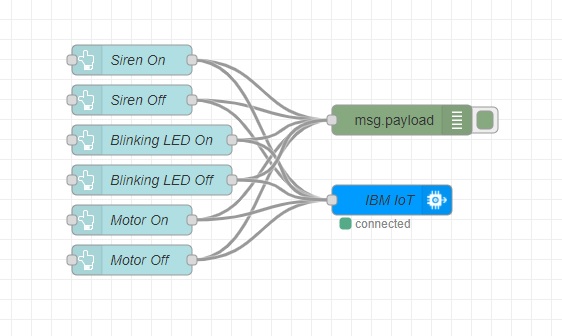 Siren On
Siren Off
Blinking LED On
Blinking LED Off
Motor On
Motor Off
msg.payload
IBM IoT
connected